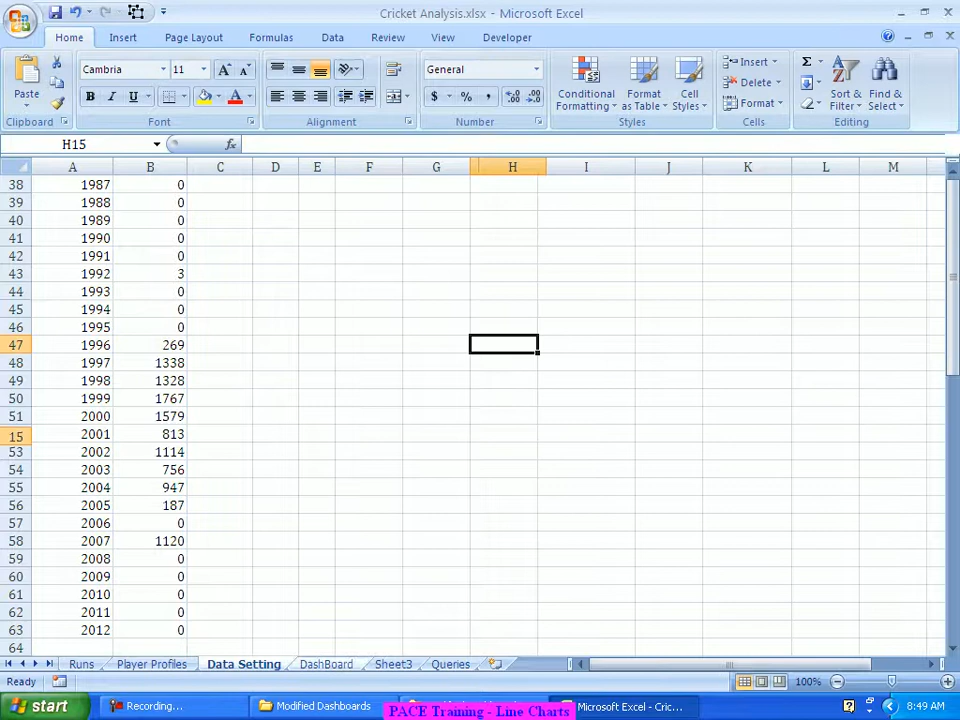 Cricket Analysis.xlsx - Microsoft Excel
Home Insert Page Layout Formulas Data Review View Developer
Paste Cambria 11 General Conditional Formatting Format as Table Cell Styles Insert Delete Format Sort & Filter Find & Select
Clipboard Font Alignment Number Styles Cells Editing
H15 fx
A B C D E F G H I J K L M
38 1987 0
39 1988 0
40 1989 0
41 1990 0
42 1991 0
43 1992 3
44 1993 0
45 1994 0
46 1995 0
47 1996 269
48 1997 1338
49 1998 1328
50 1999 1767
51 2000 1579
15 2001 813
53 2002 1114
54 2003 756
55 2004 947
56 2005 187
57 2006 0
58 2007 1120
59 2008 0
60 2009 0
61 2010 0
62 2011 0
63 2012 0
64
Runs Player Profiles Data Setting DashBoard Sheet3 Queries
Ready 100%
start Recording... Modified Dashboards Microsoft Excel - Cric... 8:49 AM
PACE Training - Line Charts